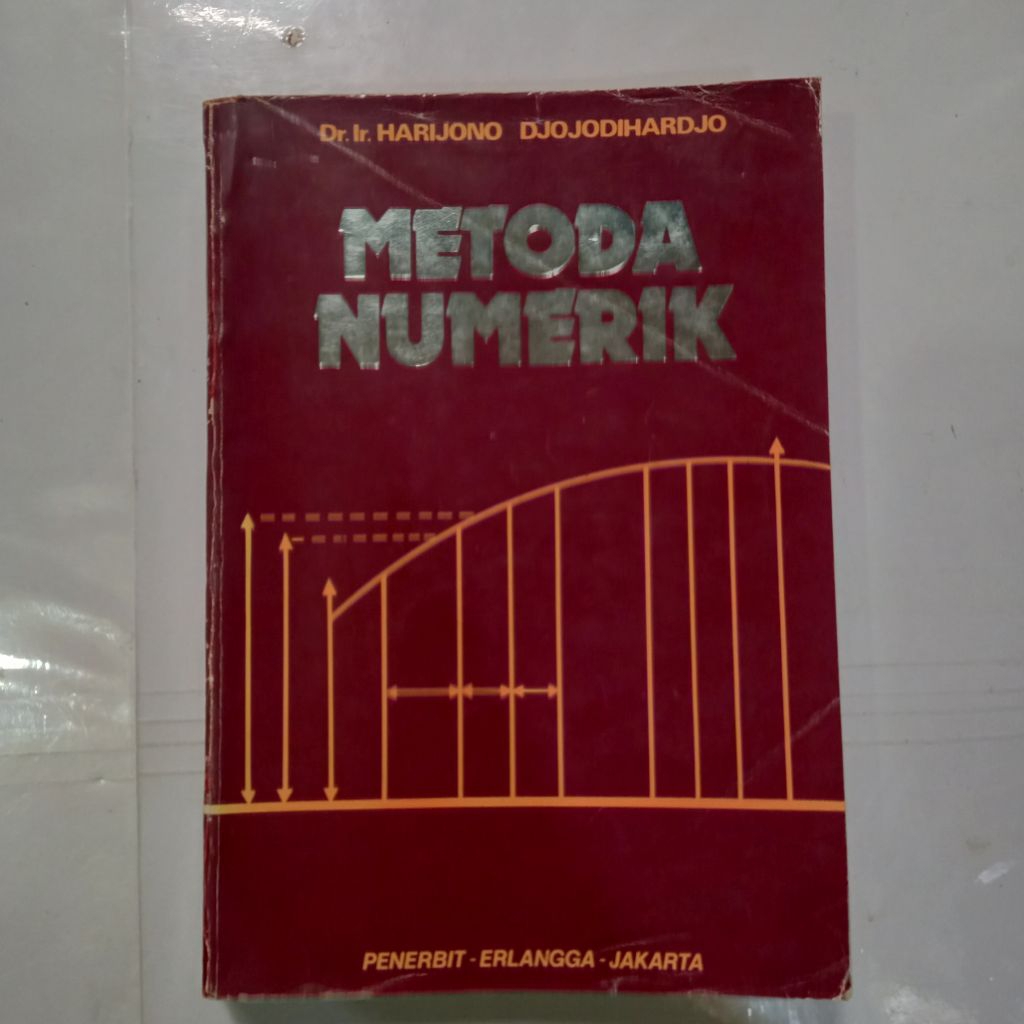 Dr. Ir. HARIJONO DJOJODIHARDJO
METODA
NUMERIK
PENERBIT - ERLANGGA - JAKARTA